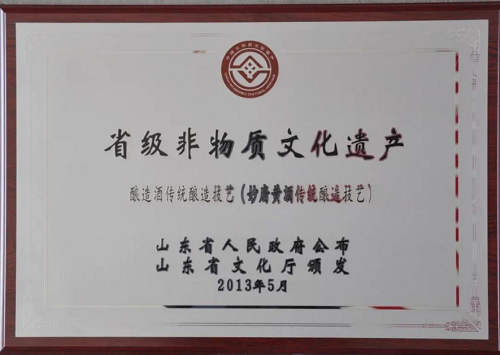 省级非物质文化遗产
酿造酒传统酿造技艺(妙府黄酒传统酿造技艺)
山东省人民政府公布
山东省文化厅颁发
2013年5月